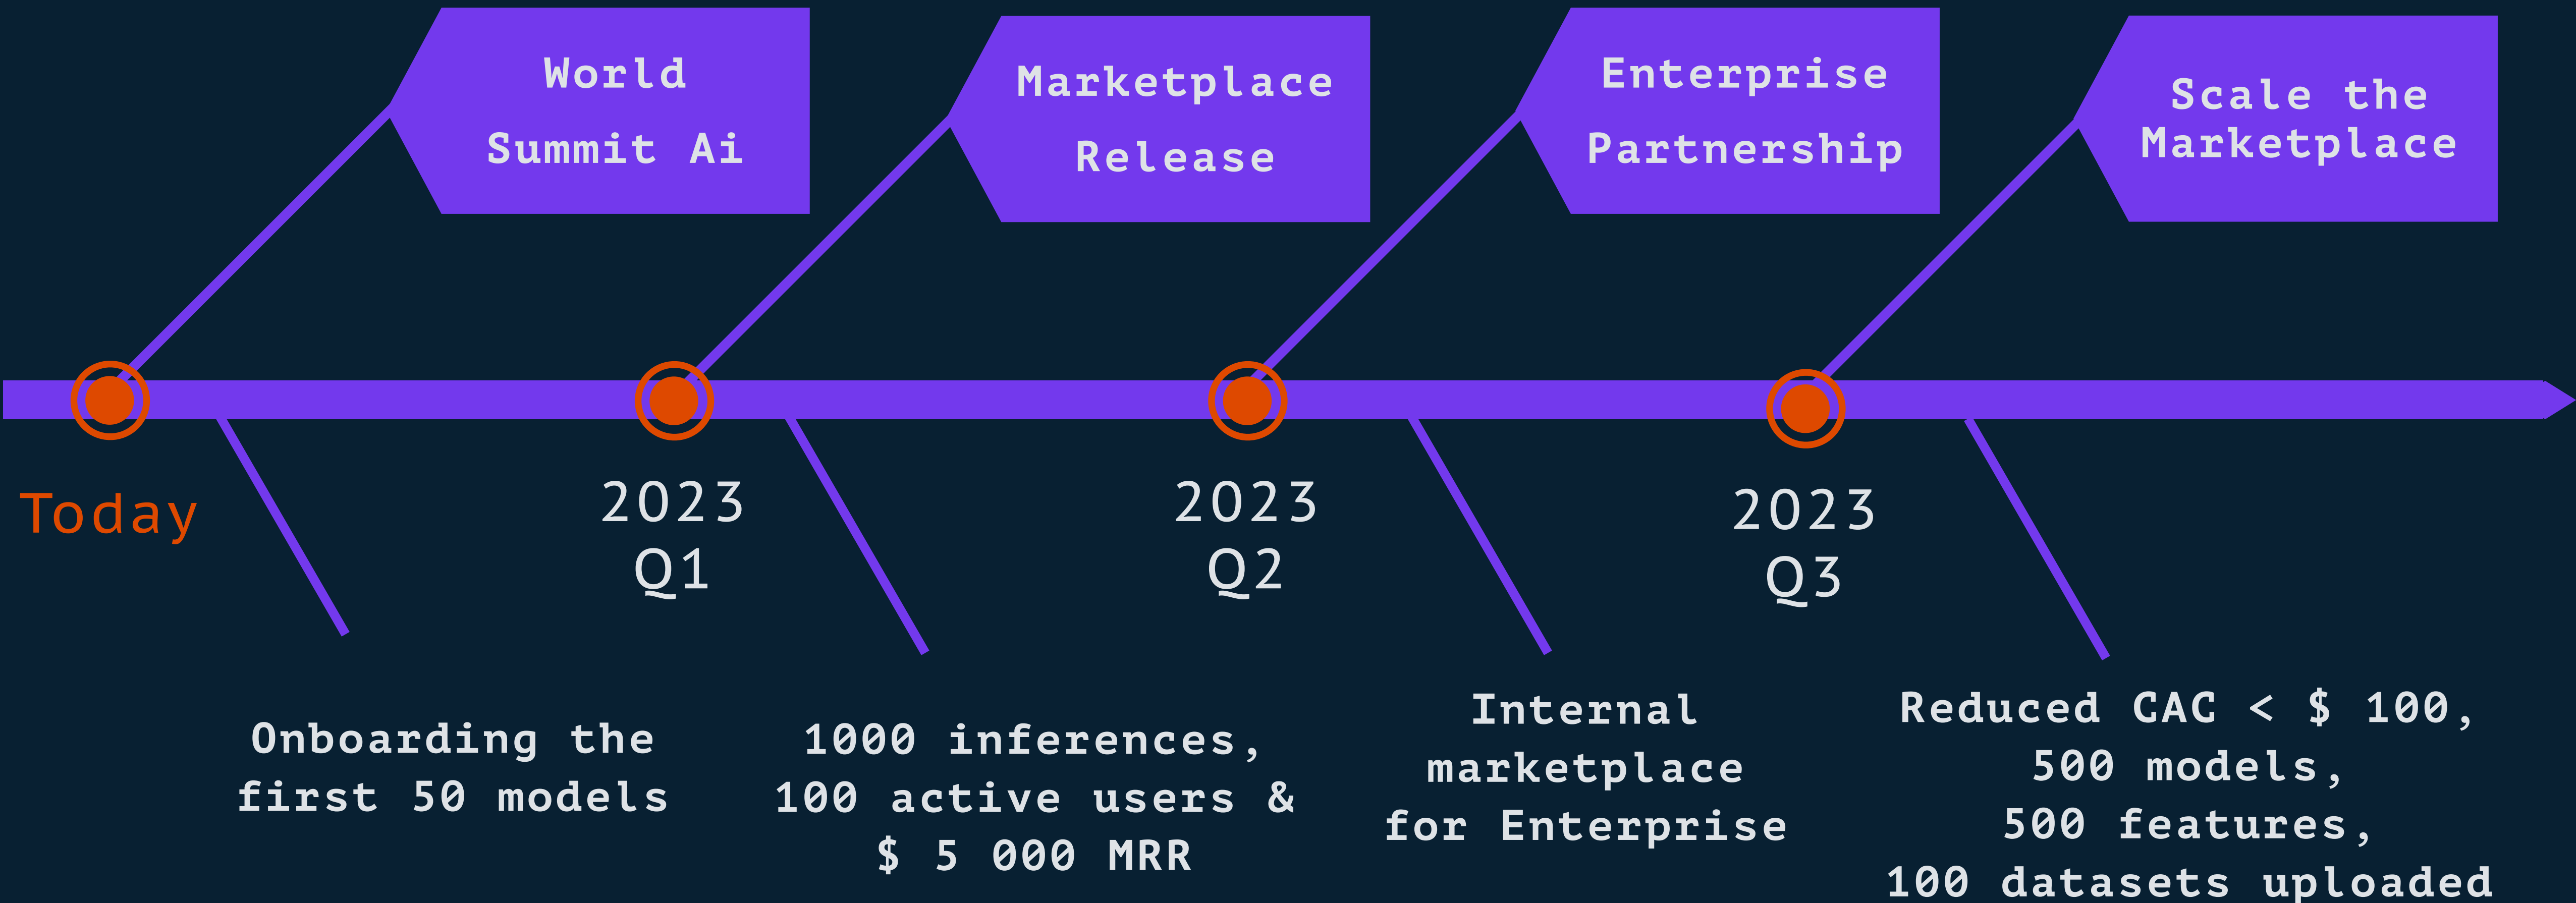 World
Summit Ai
Marketplace
Release
Enterprise
Partnership
Scale the
Marketplace
Today
2023
Q1
2023
Q2
2023
Q3
Onboarding the
first 50 models
1000 inferences,
100 active users &
$ 5 000 MRR
Internal
marketplace
for Enterprise
Reduced CAC < $ 100,
500 models,
500 features,
100 datasets uploaded